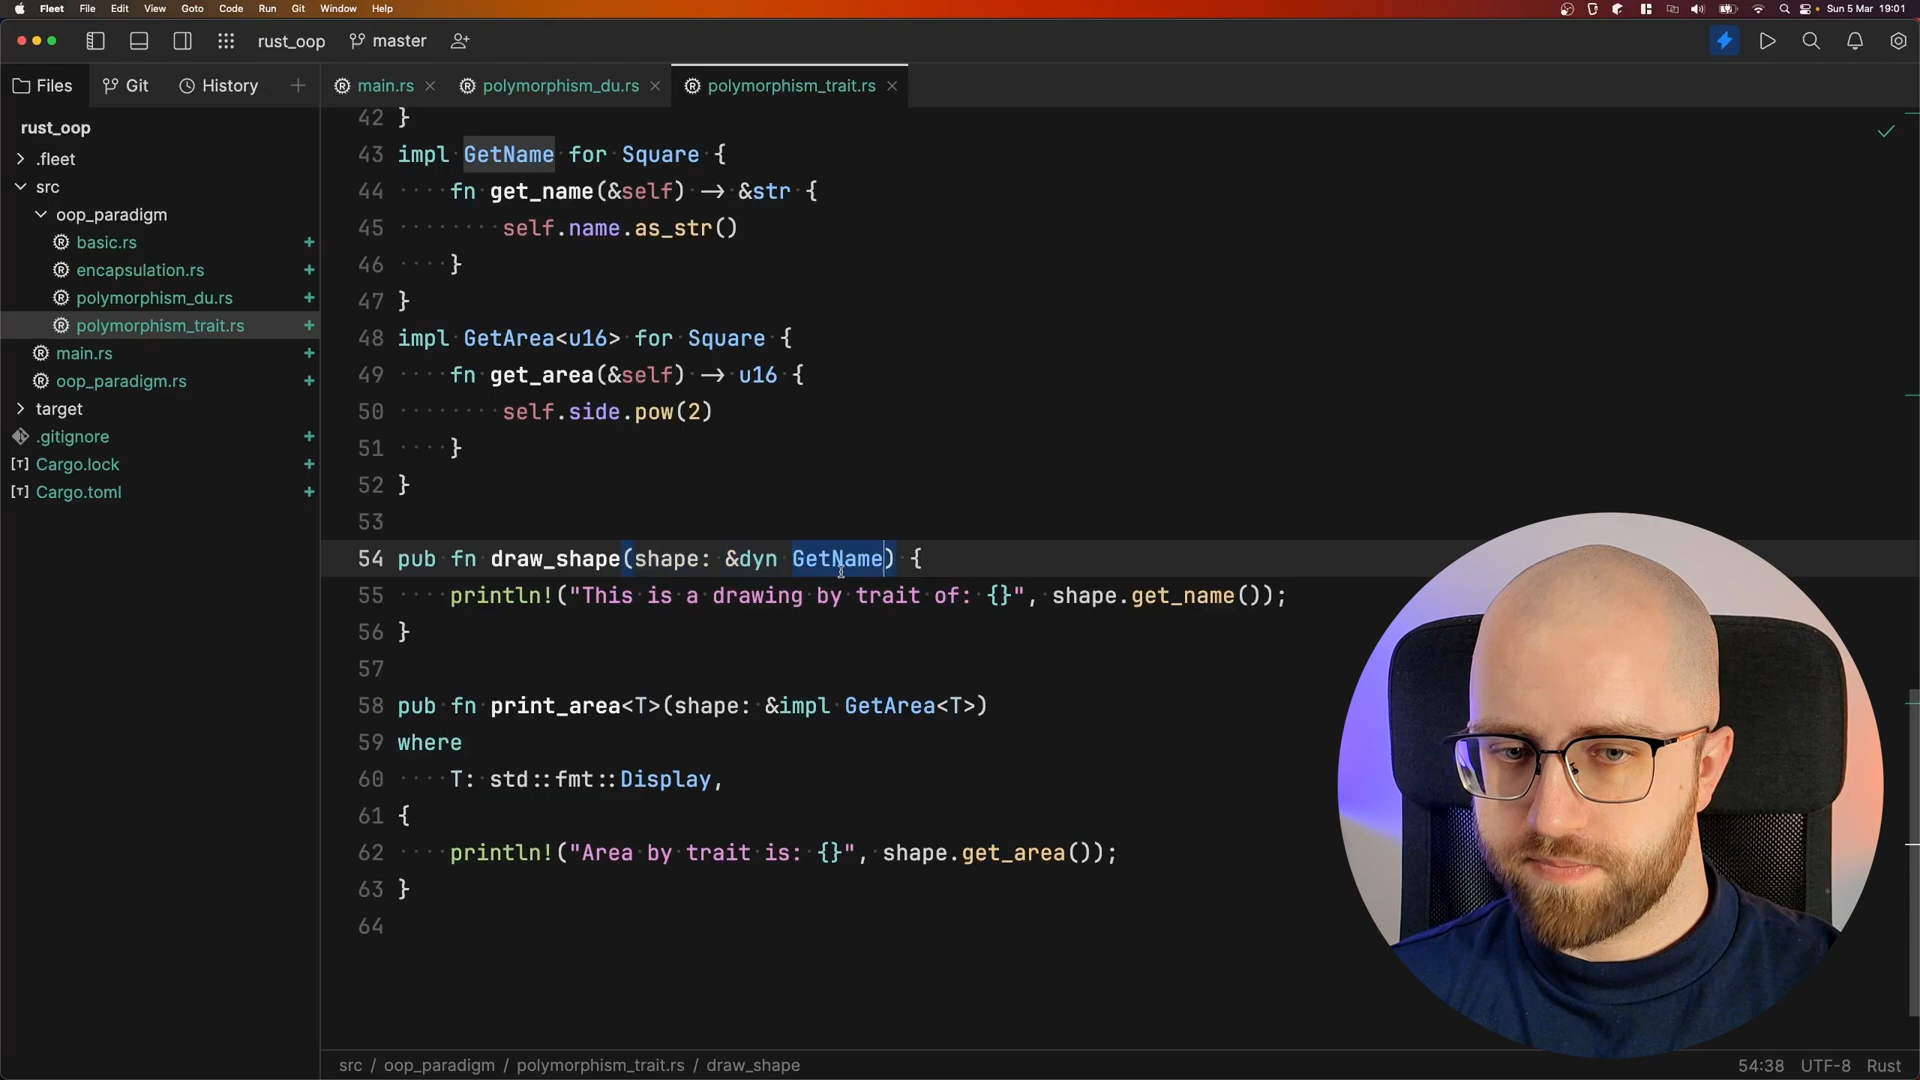 Fleet File Edit View Goto Code Run Git Window Help Sun 5 Mar 19:01
rust_oop master
Files Git History main.rs polymorphism_du.rs polymorphism_trait.rs
rust_oop
.fleet
src
oop_paradigm
basic.rs
encapsulation.rs
polymorphism_du.rs
polymorphism_trait.rs
main.rs
oop_paradigm.rs
target
.gitignore
[T] Cargo.lock
[T] Cargo.toml
42 }
43 impl GetName for Square {
44 fn get_name(&self) -> &str {
45 self.name.as_str()
46 }
47 }
48 impl GetArea<u16> for Square {
49 fn get_area(&self) -> u16 {
50 self.side.pow(2)
51 }
52 }
53
54 pub fn draw_shape(shape: &dyn GetName) {
55 println!("This is a drawing by trait of: {}", shape.get_name());
56 }
57
58 pub fn print_area<T>(shape: &impl GetArea<T>)
59 where
60 T: std::fmt::Display,
61 {
62 println!("Area by trait is: {}", shape.get_area());
63 }
64
src / oop_paradigm / polymorphism_trait.rs / draw_shape 54:38 UTF-8 Rust